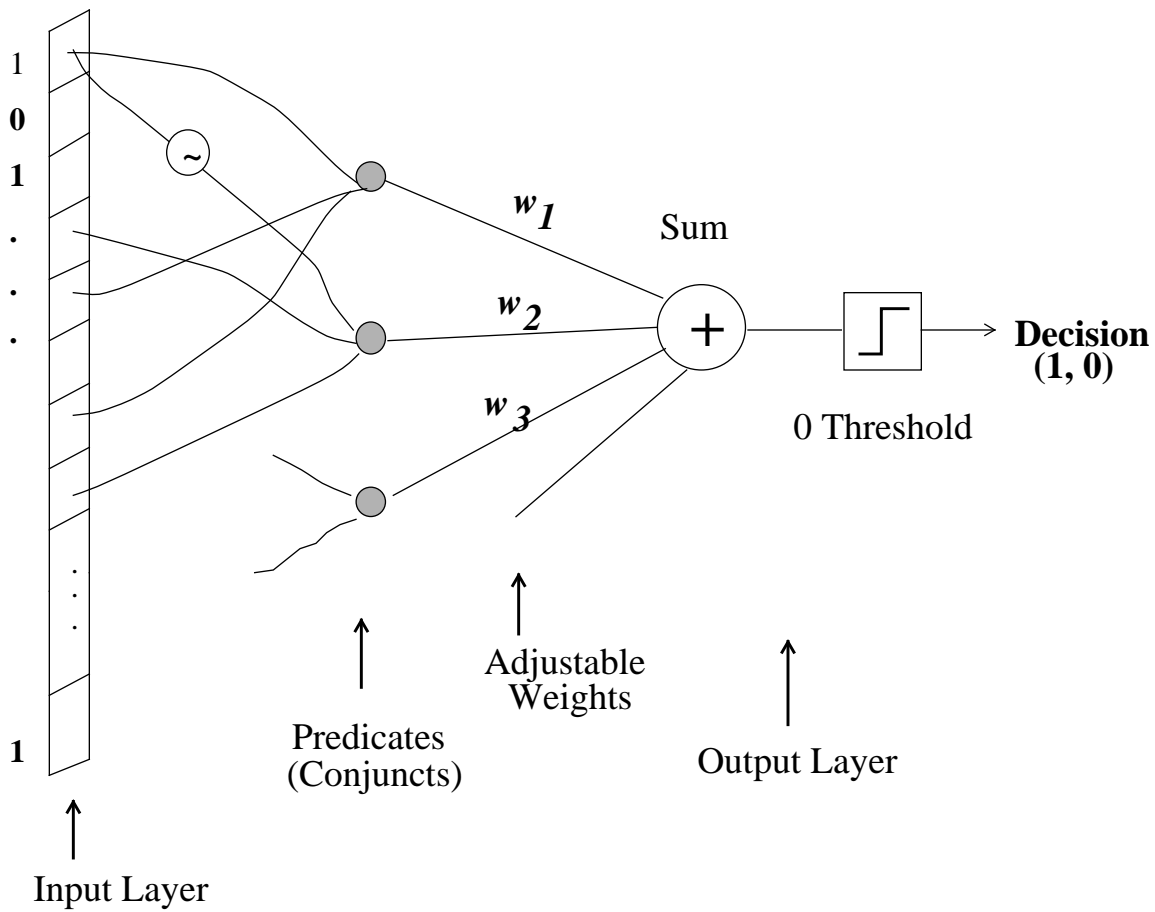 1
0
1
.
.
.
~
w1
w2
w3
Sum
+
Decision
(1, 0)
0 Threshold
.
.
.
Adjustable
Weights
Predicates
(Conjuncts)
Output Layer
1
Input Layer